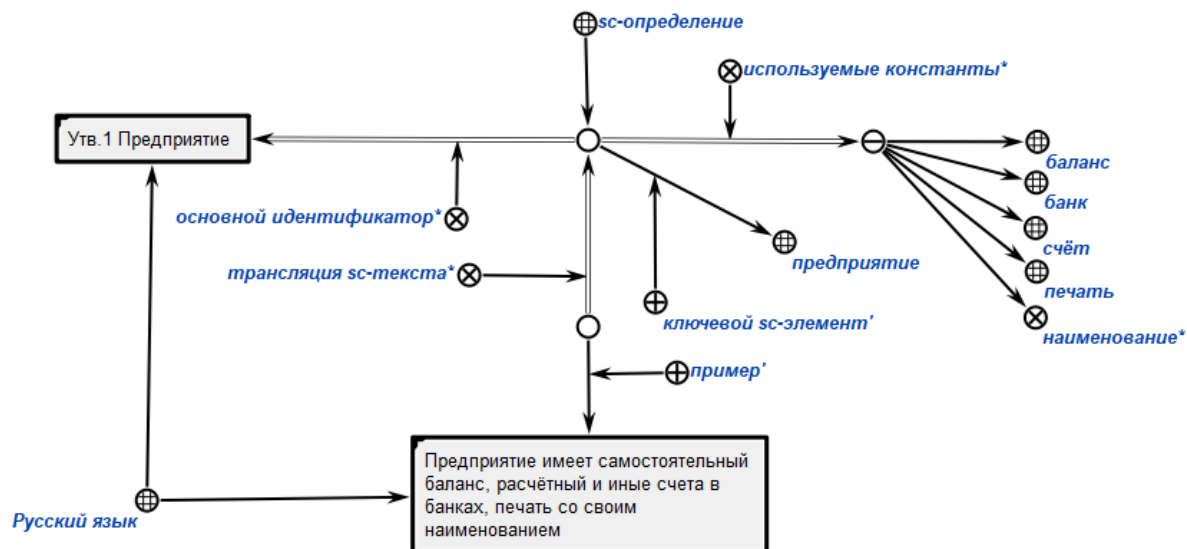 sc-определение
используемые константы*
Утв.1 Предприятие
баланс
банк
основной идентификатор*
счёт
предприятие
трансляция sc-текста*
печать
ключевой sc-элемент'
наименование*
пример'
Предприятие имеет самостоятельный
баланс, расчётный и иные счета в
банках, печать со своим
наименованием
Русский язык